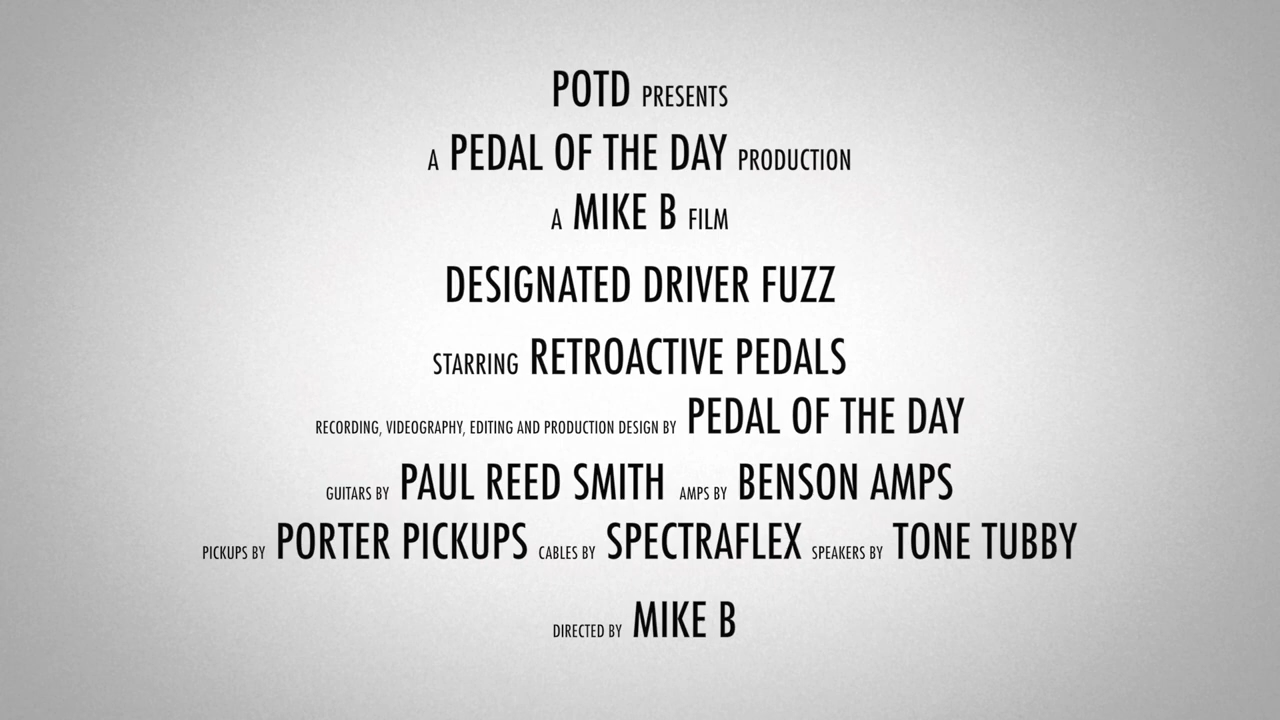 POTD PRESENTS
A PEDAL OF THE DAY PRODUCTION
A MIKE B FILM
DESIGNATED DRIVER FUZZ
STARRING RETROACTIVE PEDALS
RECORDING, VIDEOGRAPHY, EDITING AND PRODUCTION DESIGN BY PEDAL OF THE DAY
GUITARS BY PAUL REED SMITH AMPS BY BENSON AMPS
PICKUPS BY PORTER PICKUPS CABLES BY SPECTRAFLEX SPEAKERS BY TONE TUBBY
DIRECTED BY MIKE B